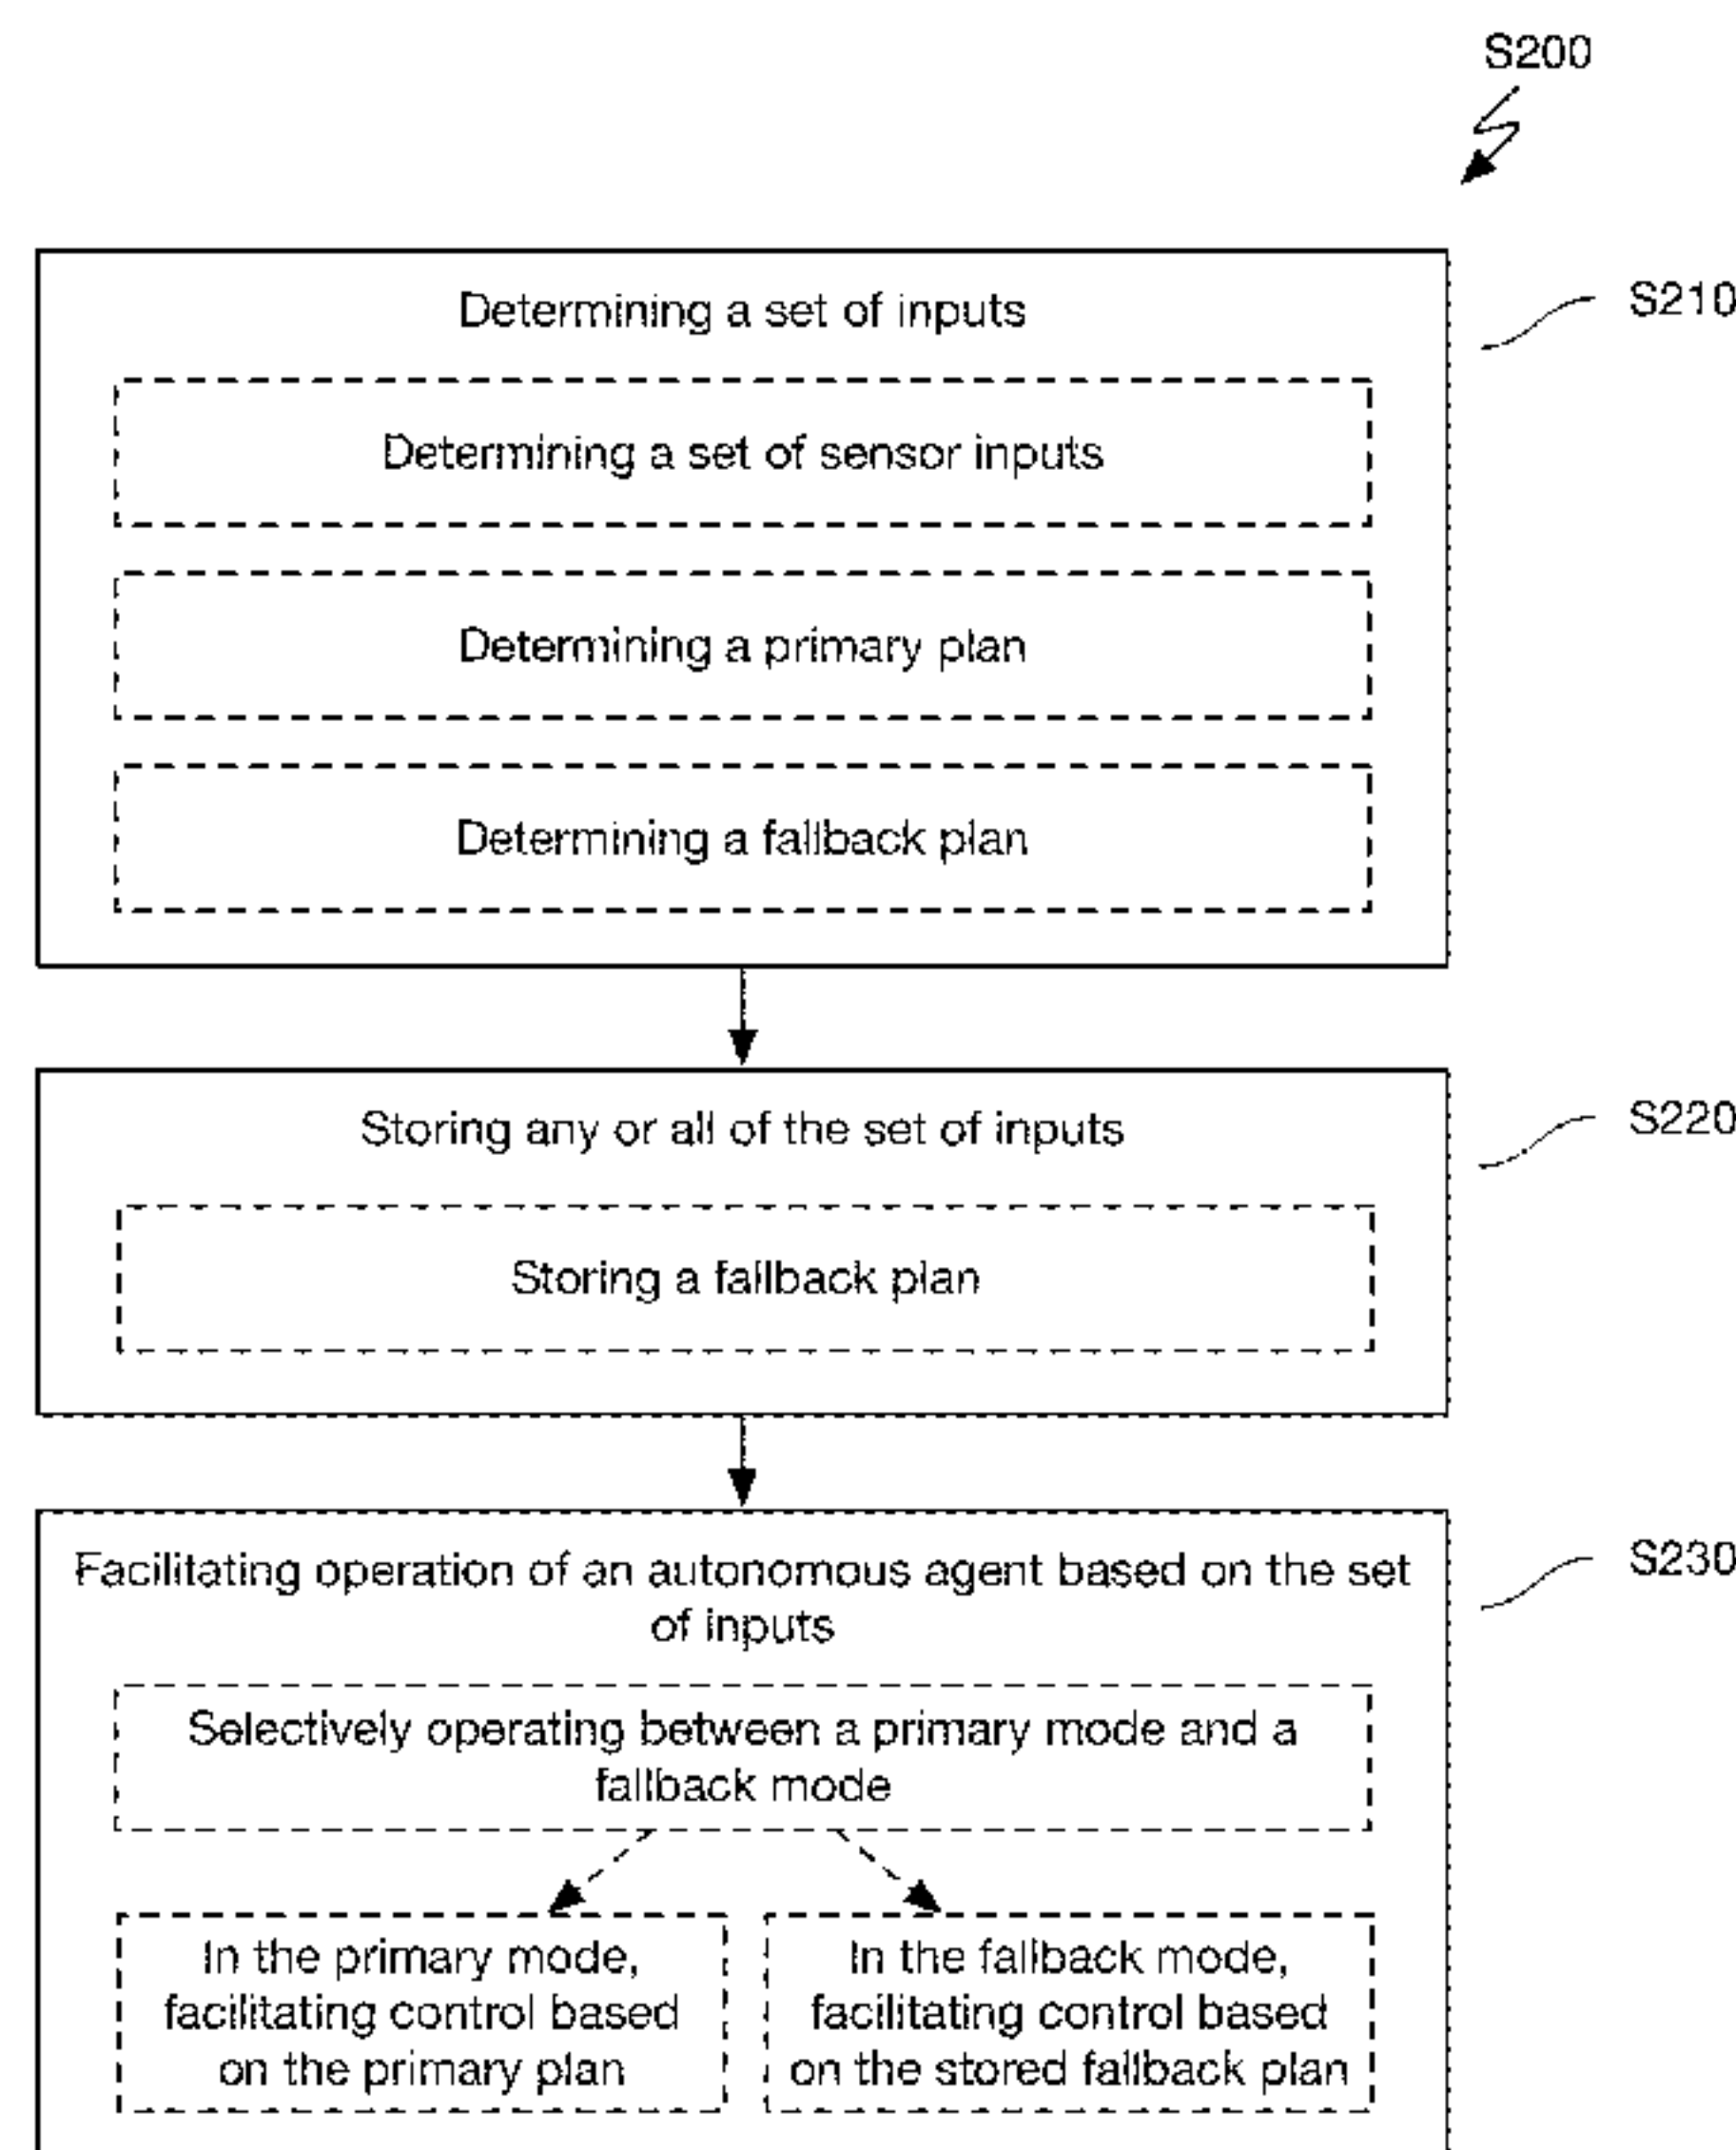 S200
Determining a set of inputs
S210
Determining a set of sensor inputs
Determining a primary plan
Determining a fallback plan
Storing any or all of the set of inputs
S220
Storing a fallback plan
Facilitating operation of an autonomous agent based on the set
of inputs
S230
Selectively operating between a primary mode and a
fallback mode
In the primary mode,
facilitating control based
on the primary plan
In the fallback mode,
facilitating control based
on the stored fallback plan